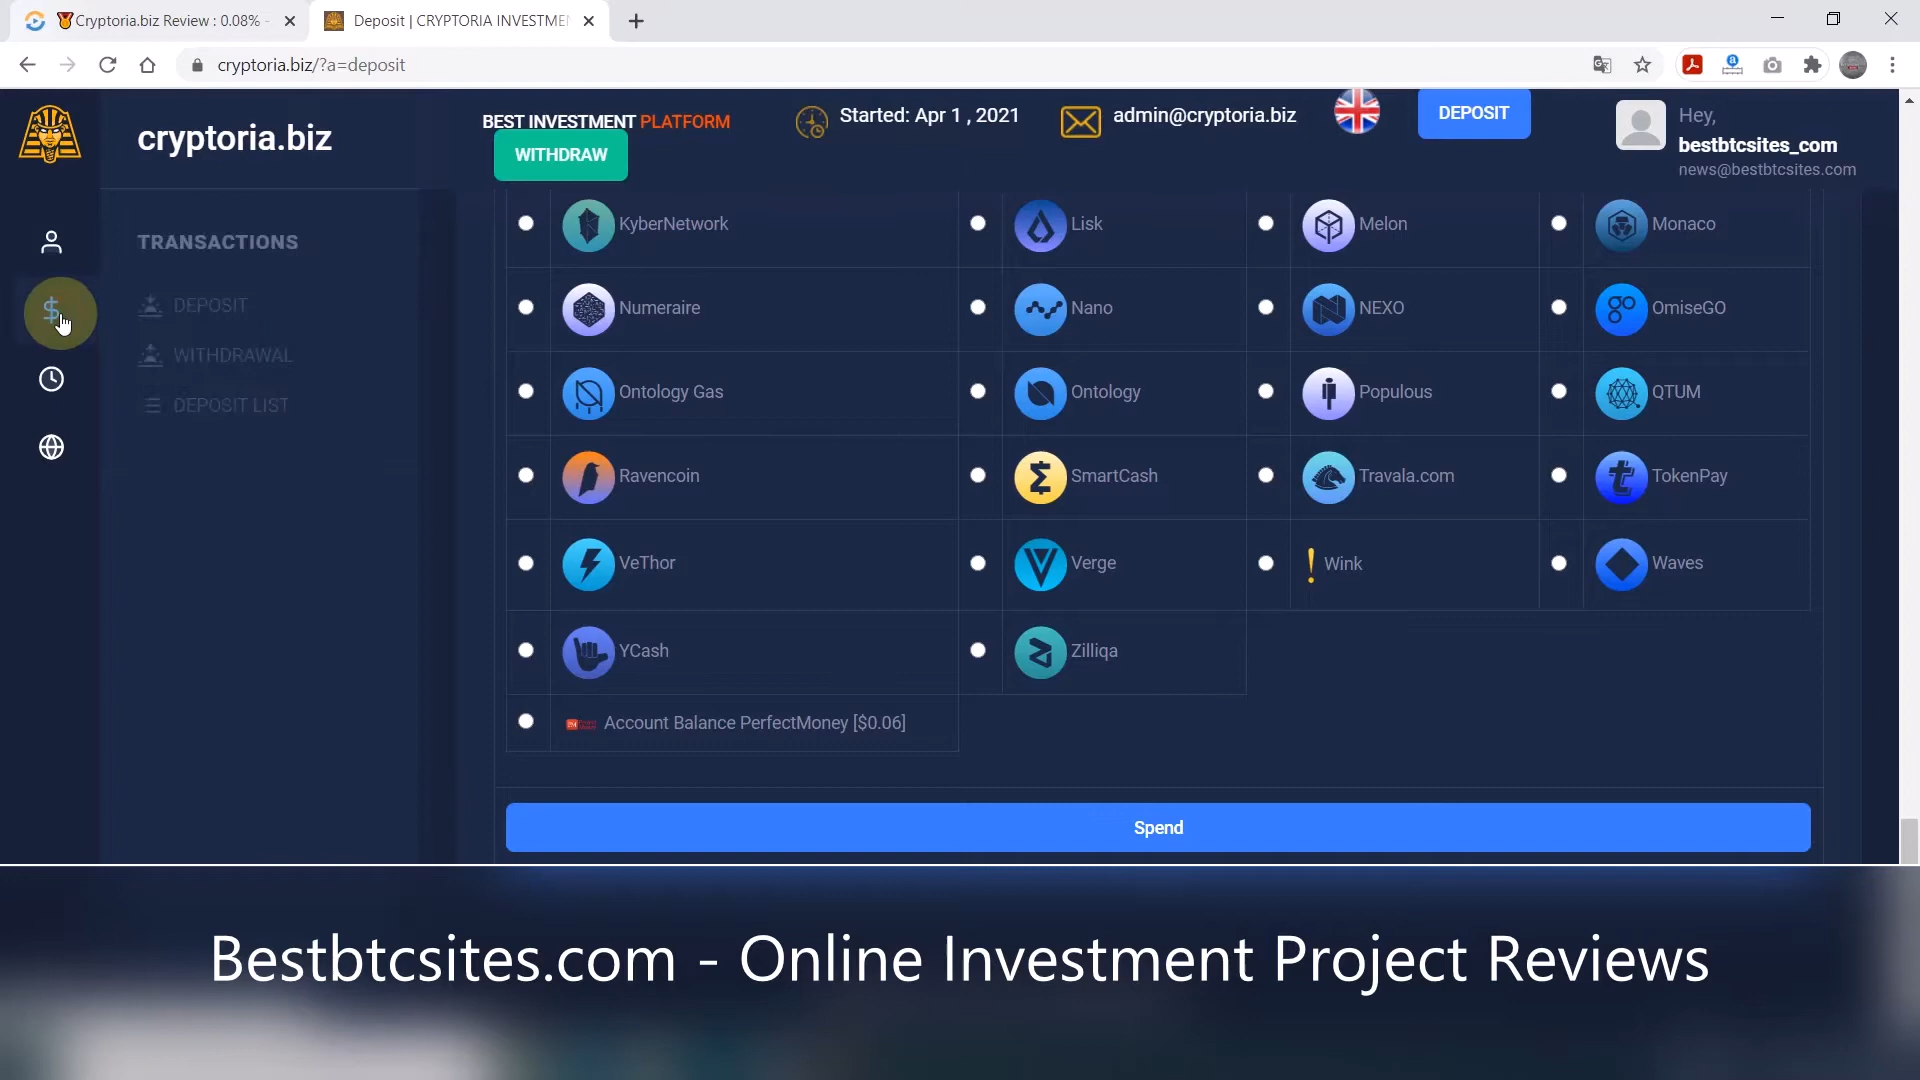 Cryptoria.biz Review : 0.08% -
Deposit | CRYPTORIA INVESTME
cryptoria.biz/?a=deposit
cryptoria.biz
BEST INVESTMENT PLATFORM
WITHDRAW
Started: Apr 1 , 2021
admin@cryptoria.biz
DEPOSIT
Hey,
bestbtcsites_com
news@bestbtcsites.com
TRANSACTIONS
DEPOSIT
WITHDRAWAL
DEPOSIT LIST
KyberNetwork Lisk Melon Monaco
Numeraire Nano NEXO OmiseGO
Ontology Gas Ontology Populous QTUM
Ravencoin SmartCash Travala.com TokenPay
VeThor Verge Wink Waves
YCash Zilliqa
Account Balance PerfectMoney [$0.06]
Spend
Bestbtcsites.com - Online Investment Project Reviews